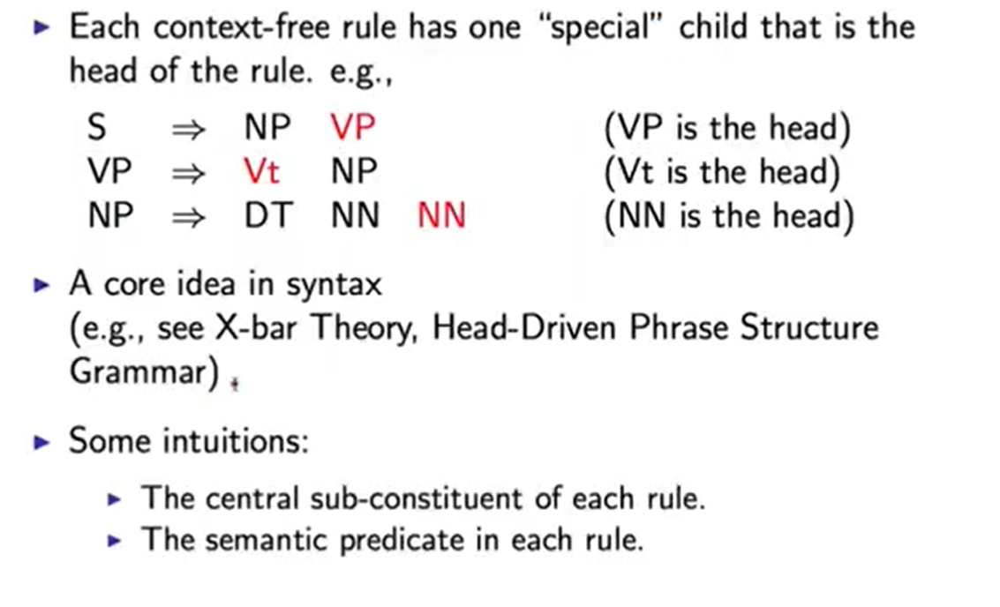 ► Each context-free rule has one “special” child that is the
head of the rule. e.g.,
S ⇒ NP VP (VP is the head)
VP ⇒ Vt NP (Vt is the head)
NP ⇒ DT NN NN (NN is the head)
► A core idea in syntax
(e.g., see X-bar Theory, Head-Driven Phrase Structure
Grammar)
► Some intuitions:
► The central sub-constituent of each rule.
► The semantic predicate in each rule.